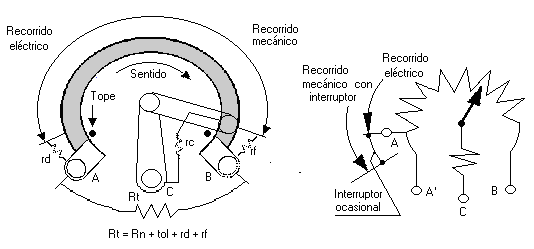 Recorrido
eléctrico
Recorrido
mecánico
Sentido
Tope
rd
rc
rf
A
B
C
Rt
Rt = Rn + tol + rd + rf
Recorrido
mecánico con
interruptor
Recorrido
eléctrico
A
A'
B
C
Interruptor
ocasional